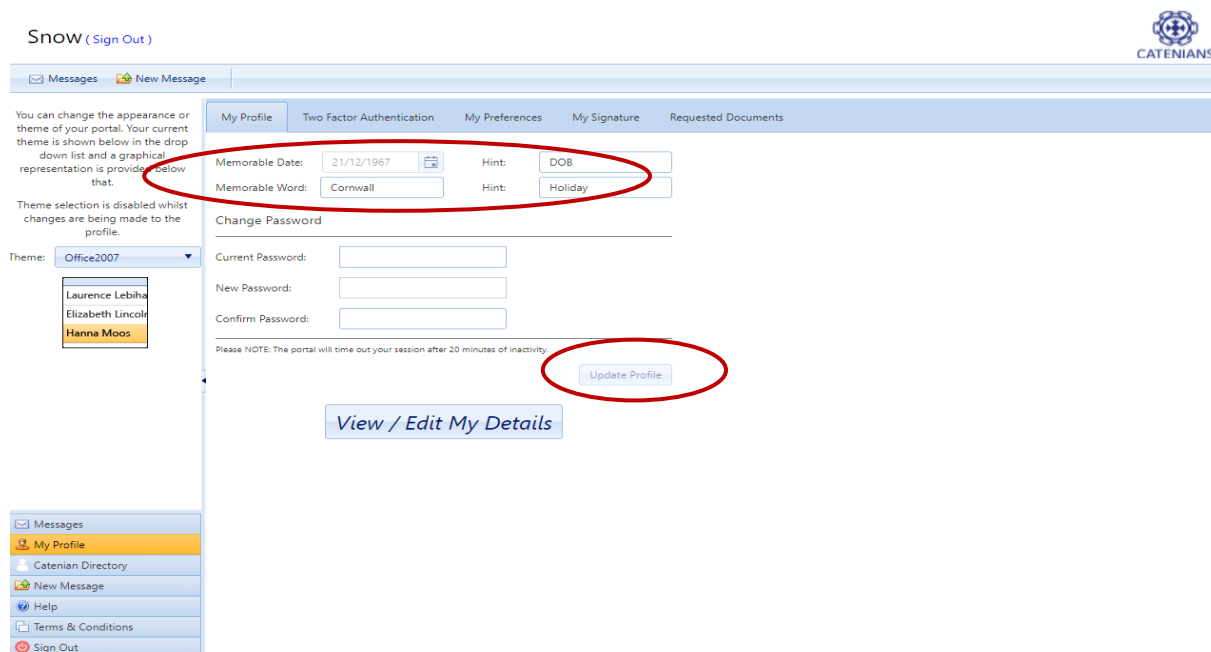 Snow ( Sign Out )
CATENIANS
Messages New Message
You can change the appearance or
theme of your portal. Your current
theme is shown below in the drop
down list and a graphical
representation is provided below
that.
Theme selection is disabled whilst
changes are being made to the
profile.
Theme: Office2007
Laurence Lebiha
Elizabeth Lincoln
Hanna Moos
My Profile Two Factor Authentication My Preferences My Signature Requested Documents
Memorable Date: 21/12/1967 Hint: DOB
Memorable Word: Cornwall Hint: Holiday
Change Password
Current Password:
New Password:
Confirm Password:
Please NOTE: The portal will time out your session after 20 minutes of inactivity.
Update Profile
View / Edit My Details
Messages
My Profile
Catenian Directory
New Message
Help
Terms & Conditions
Sign Out